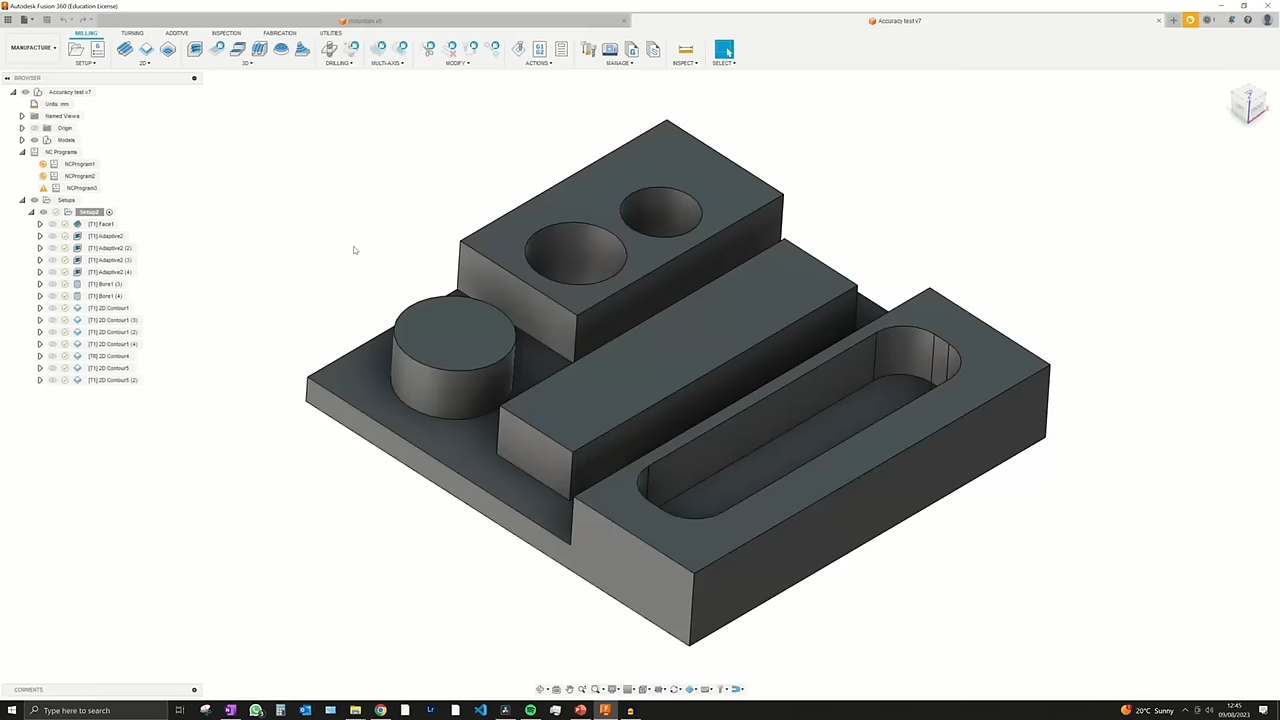 Autodesk Fusion 360 (Education License)
mountain v5
Accuracy test v7
MILLING TURNING ADDITIVE INSPECTION FABRICATION UTILITIES
MANUFACTURE
SETUP 2D 3D DRILLING MULTI-AXIS MODIFY ACTIONS MANAGE INSPECT SELECT
BROWSER
Accuracy test v7
Units: mm
Named Views
Origin
Models
NC Programs
NCProgram1
NCProgram2
NCProgram3
Setups
Setup2
[T1] Face1
[T1] Adaptive2
[T1] Adaptive2 (2)
[T1] Adaptive2 (3)
[T1] Adaptive2 (4)
[T1] Bore1 (3)
[T1] Bore1 (4)
[T1] 2D Contour1
[T1] 2D Contour1 (3)
[T1] 2D Contour1 (2)
[T1] 2D Contour1 (4)
2D Contour4
[T1] 2D Contour5
[T1] 2D Contour5 (2)
COMMENTS
Type here to search
20°C Sunny
12:45
09/08/2023